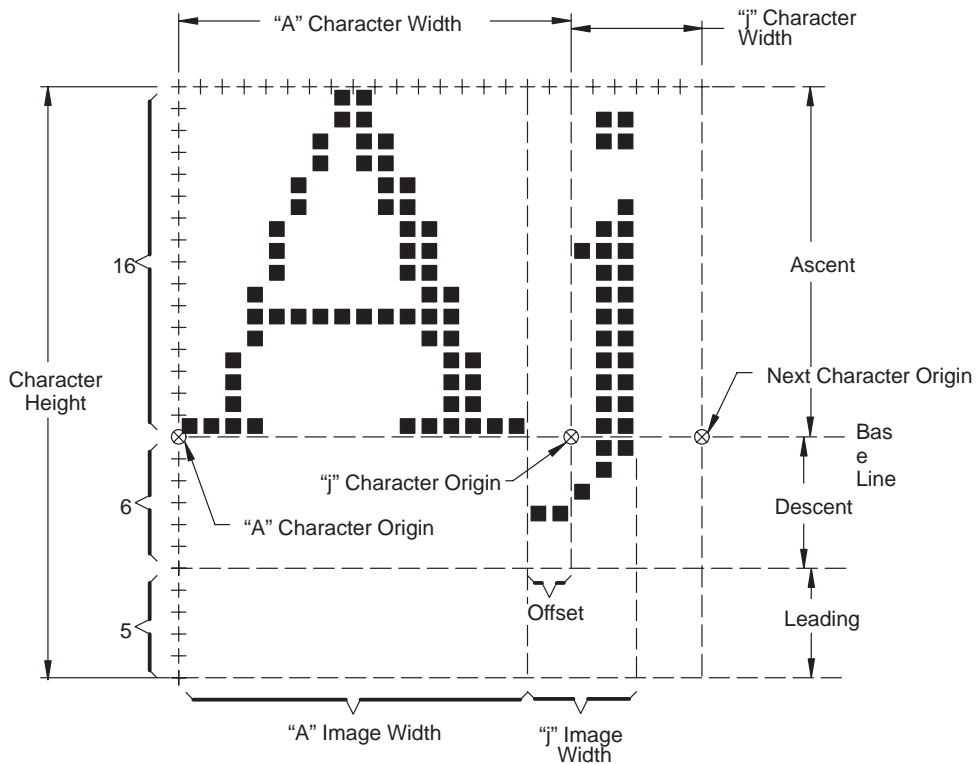 “A” Character Width
“j” Character
Width
16
Ascent
Character
Height
Next Character Origin
Bas
e
Line
“j” Character Origin
6
“A” Character Origin
Descent
Offset
5
Leading
“A” Image Width
“j” Image
Width